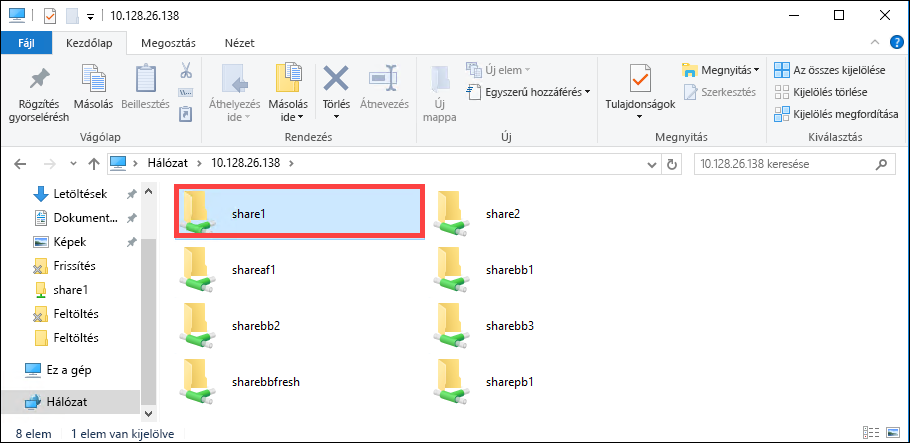 10.128.26.138
Fájl Kezdőlap Megosztás Nézet
Rögzítés gyorselérésh
Másolás
Beillesztés
Vágólap
Áthelyezés ide
Másolás ide
Törlés
Átnevezés
Rendezés
Új mappa
Új elem
Egyszerű hozzáférés
Új
Tulajdonságok
Megnyitás
Szerkesztés
Megnyitás
Az összes kijelölése
Kijelölés törlése
Kijelölés megfordítása
Kiválasztás
Hálózat 10.128.26.138
10.128.26.138 keresése
Letöltések
Dokument...
Képek
Frissítés
share1
Feltöltés
Feltöltés
Ez a gép
Hálózat
share1 share2
shareaf1 sharebb1
sharebb2 sharebb3
sharebbfresh sharepb1
8 elem 1 elem van kijelölve